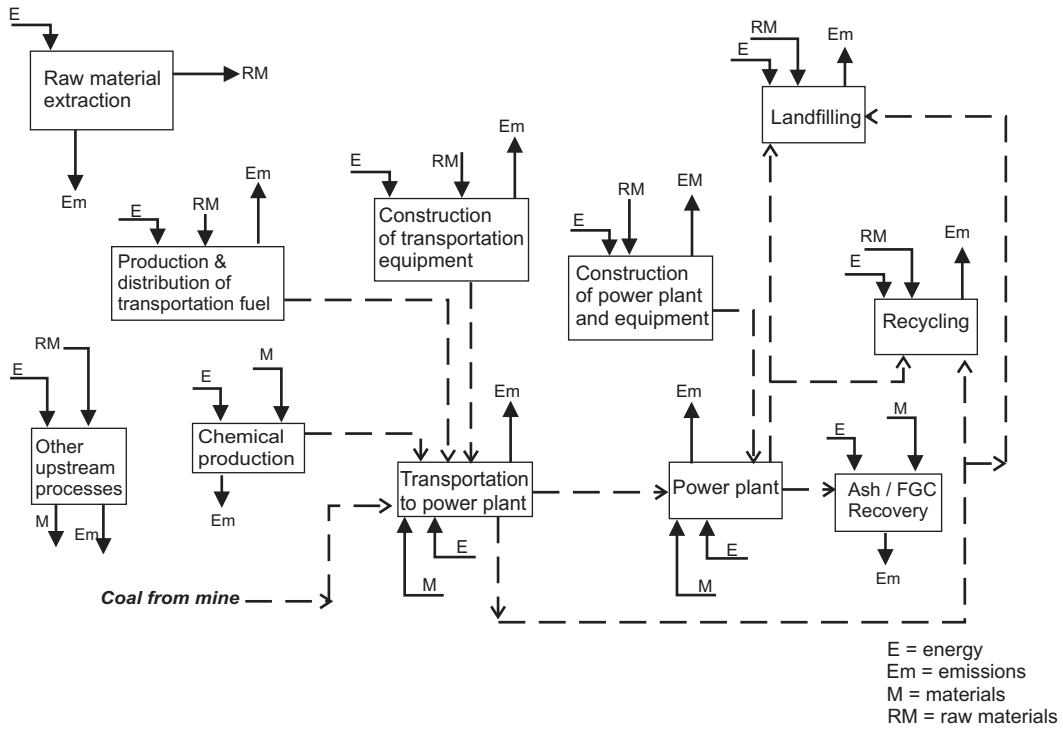 E
Raw material
extraction
RM
Em
E
RM
Em
Production &
distribution of
transportation fuel
E
RM
Em
Construction
of transportation
equipment
E
RM
EM
Construction
of power plant
and equipment
RM
E
Em
Landfilling
RM
E
Em
Recycling
RM
E
Other
upstream
processes
M
Em
E
M
Chemical
production
Em
Em
Transportation
to power plant
E
M
Em
Power plant
E
M
E
M
Ash / FGC
Recovery
Em
Coal from mine
E = energy
Em = emissions
M = materials
RM = raw materials